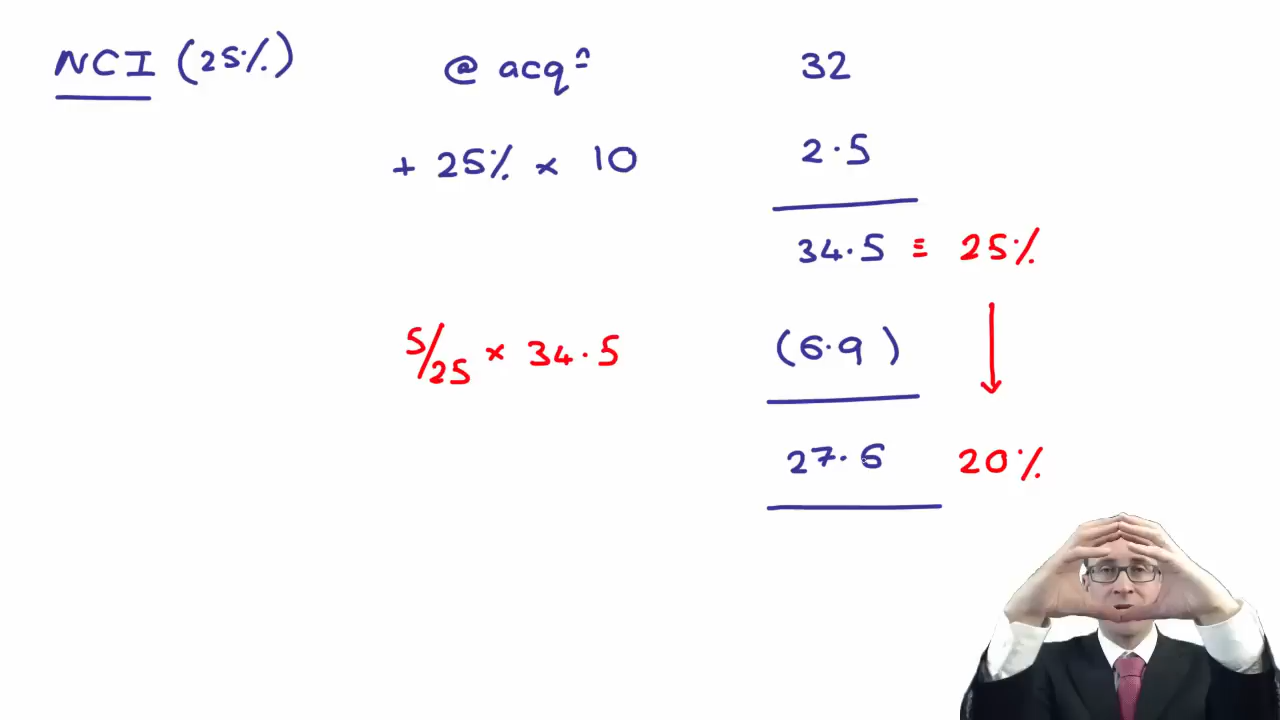 NCI (25%) @ acqⁿ 32
+ 25% × 10 2.5
34.5 ≡ 25%
5/25 × 34.5 (6.9)
27.6 20%